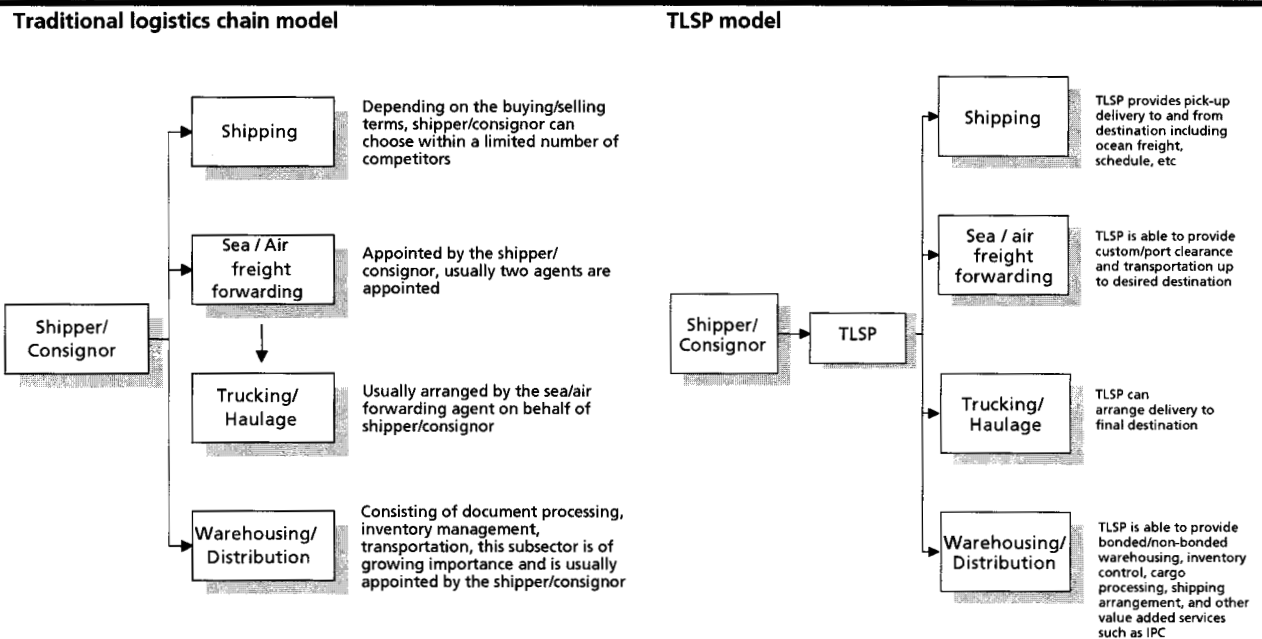 Traditional logistics chain model
Shipper/
Consignor
Shipping
Depending on the buying/selling
terms, shipper/consignor can
choose within a limited number of
competitors
Sea / Air
freight
forwarding
Appointed by the shipper/
consignor, usually two agents are
appointed
Trucking/
Haulage
Usually arranged by the sea/air
forwarding agent on behalf of
shipper/consignor
Warehousing/
Distribution
Consisting of document processing,
inventory management,
transportation, this subsector is of
growing importance and is usually
appointed by the shipper/consignor
TLSP model
Shipper/
Consignor
TLSP
Shipping
TLSP provides pick-up
delivery to and from
destination including
ocean freight,
schedule, etc
Sea / air
freight
forwarding
TLSP is able to provide
custom/port clearance
and transportation up
to desired destination
Trucking/
Haulage
TLSP can
arrange delivery to
final destination
Warehousing/
Distribution
TLSP is able to provide
bonded/non-bonded
warehousing, inventory
control, cargo
processing, shipping
arrangement, and other
value added services
such as IPC